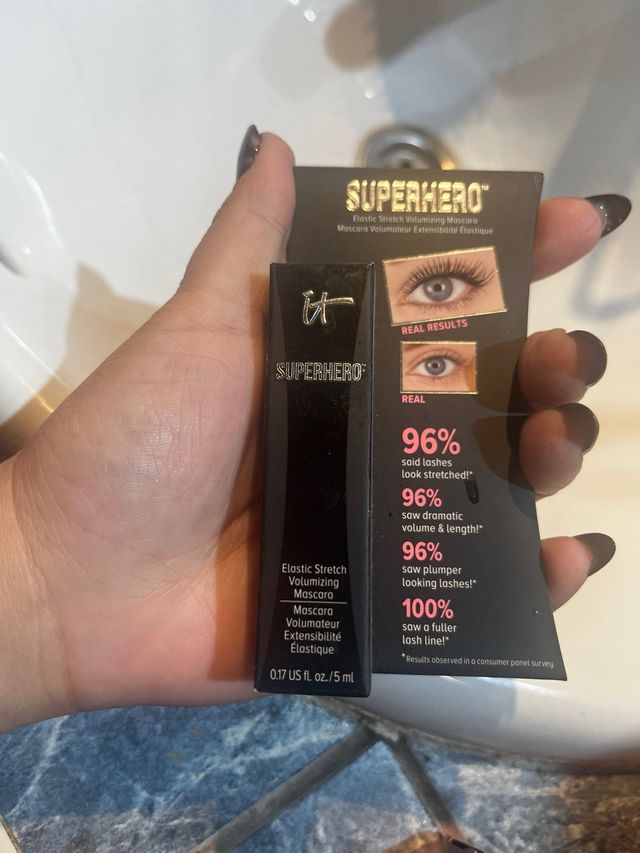 SUPERHERO™
Elastic Stretch Volumizing Mascara
Mascara Volumateur Extensibilité Élastique
REAL RESULTS
REAL
96%
said lashes
look stretched!*
96%
saw dramatic
volume & length!*
96%
saw plumper
looking lashes!*
100%
saw a fuller
lash line!*
*Results observed in a consumer panel survey
it
SUPERHERO™
Elastic Stretch
Volumizing
Mascara
Mascara
Volumateur
Extensibilité
Élastique
0.17 US fl. oz./5 ml